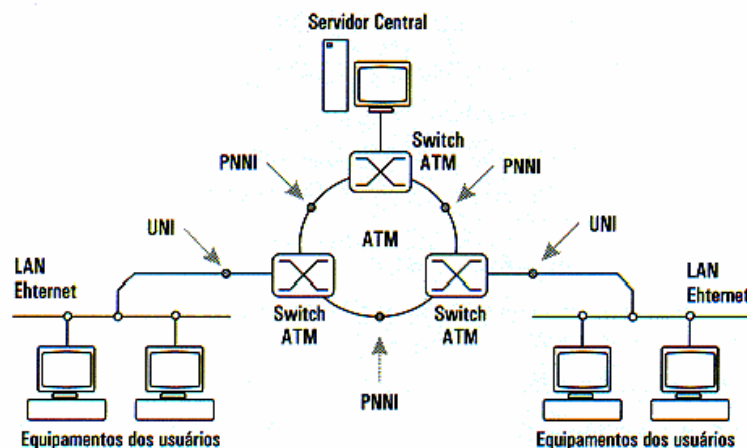 Servidor Central
Switch
ATM
PNNI
PNNI
UNI
ATM
UNI
LAN
Ehternet
LAN
Ehternet
Switch
ATM
Switch
ATM
PNNI
Equipamentos dos usuários
Equipamentos dos usuários